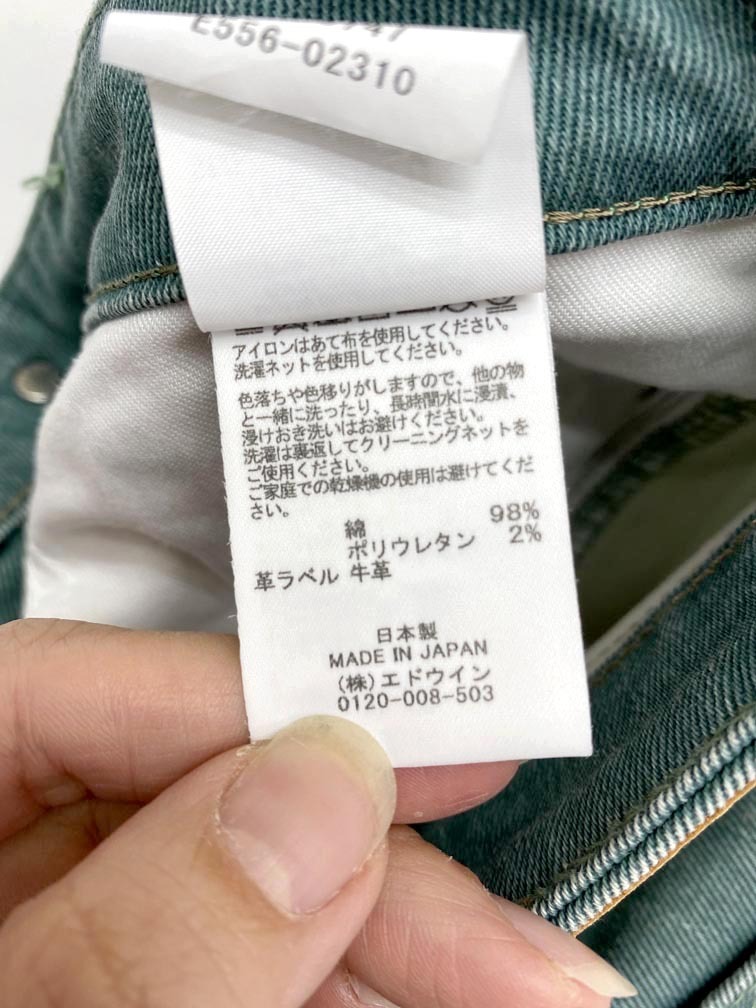 E556-02310
アイロンはあて布を使用してください。
洗濯ネットを使用してください。
色落ちや色移りがしますので、他の物
と一緒に洗ったり、長時間水に浸漬、
浸けおき洗いはお避けください。
洗濯は裏返してクリーニングネットを
ご使用ください。
ご家庭での乾燥機の使用は避けてくだ
さい。
綿 98%
ポリウレタン 2%
革ラベル 牛革
日本製
MADE IN JAPAN
(株)エドウイン
0120-008-503